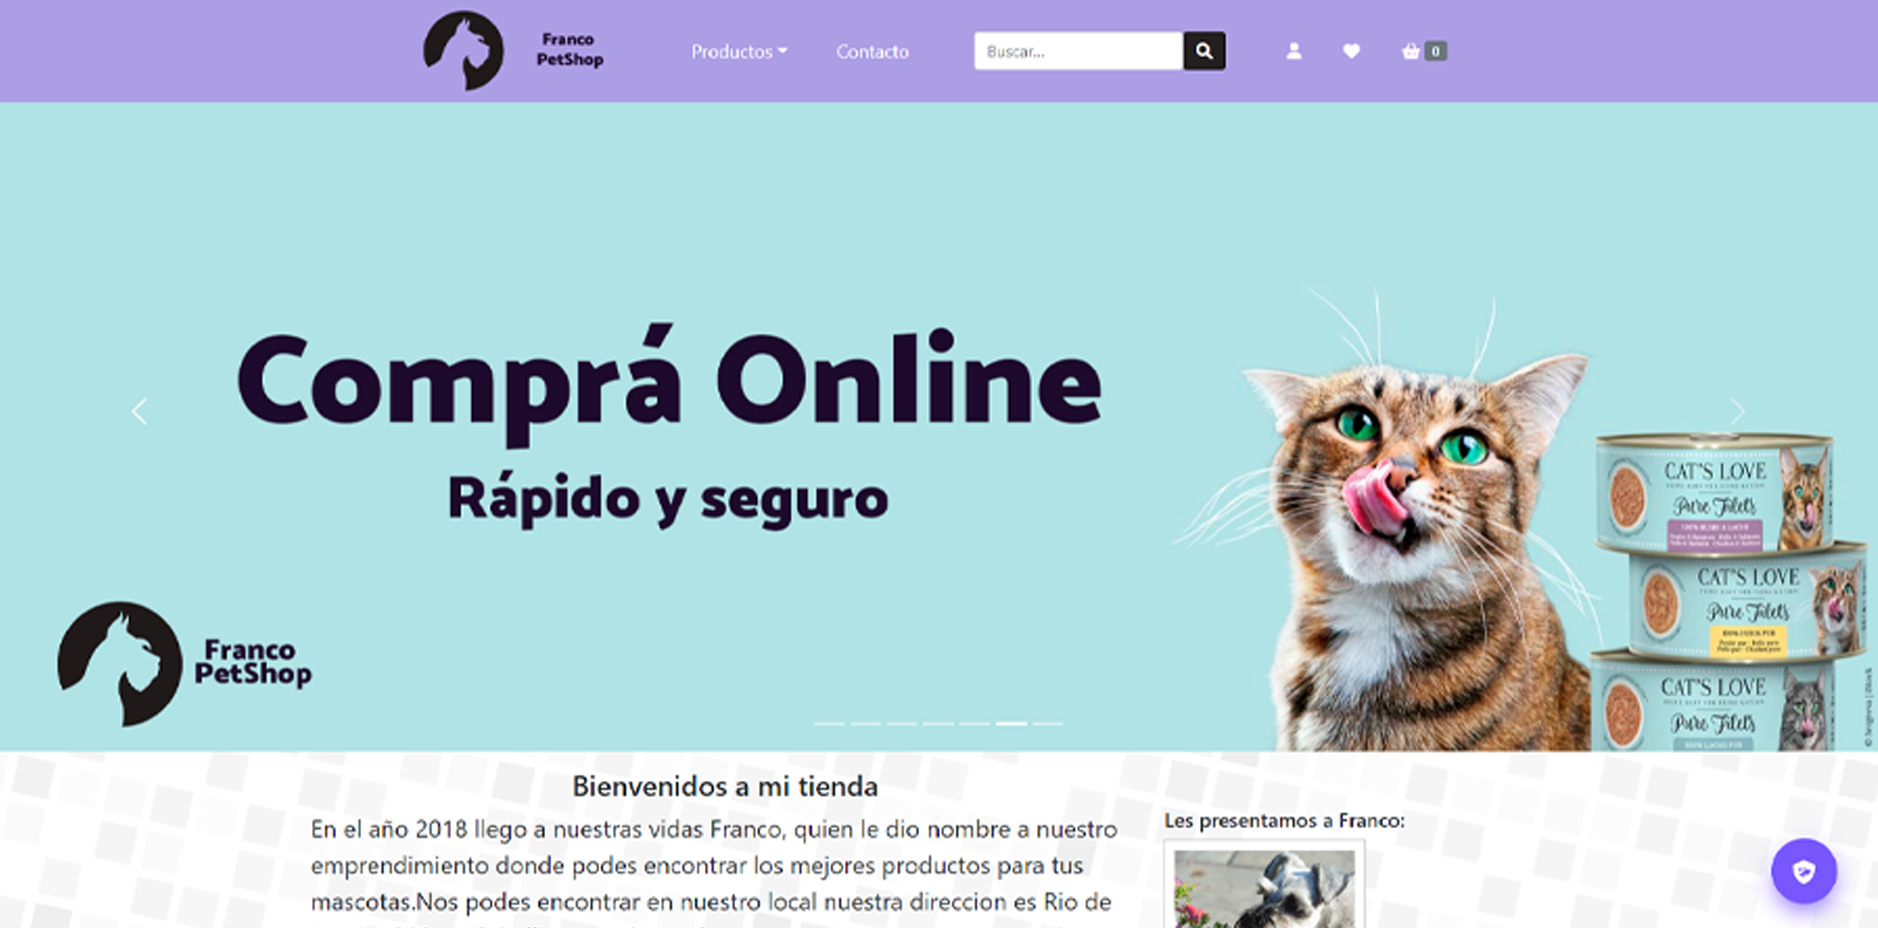 Franco
PetShop
Productos
Contacto
Buscar...
0
Comprá Online
Rápido y seguro
Franco
PetShop
CAT'S LOVE
Pure Filets
CAT'S LOVE
Pure Filets
CAT'S LOVE
Pure Filets
Bienvenidos a mi tienda
En el año 2018 llego a nuestras vidas Franco, quien le dio nombre a nuestro
emprendimiento donde podes encontrar los mejores productos para tus
mascotas.Nos podes encontrar en nuestro local nuestra direccion es Rio de
Les presentamos a Franco: